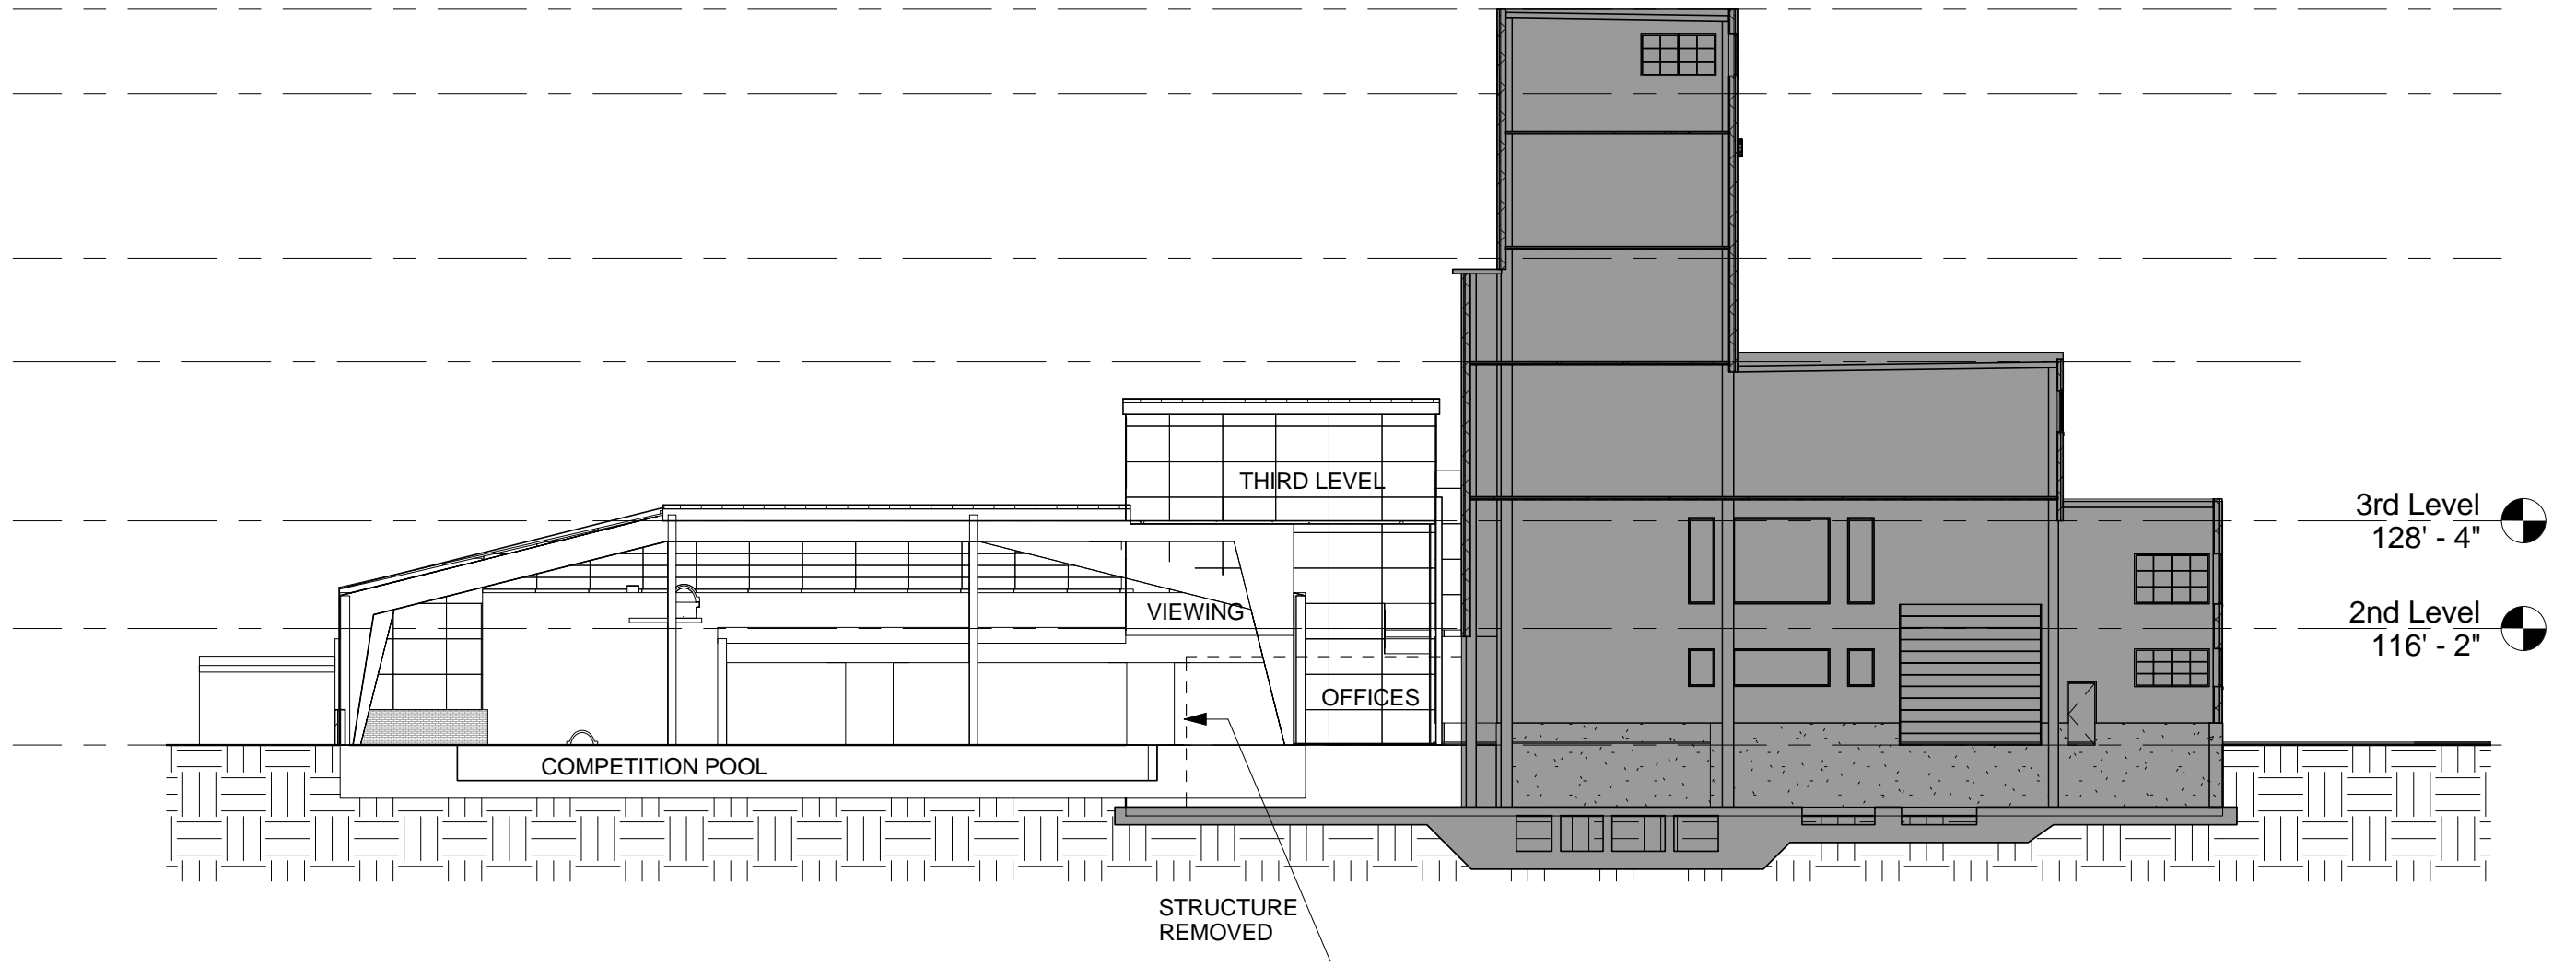 THIRD LEVEL
3rd Level
128' - 4"
VIEWING
2nd Level
116' - 2"
OFFICES
COMPETITION POOL
STRUCTURE
REMOVED